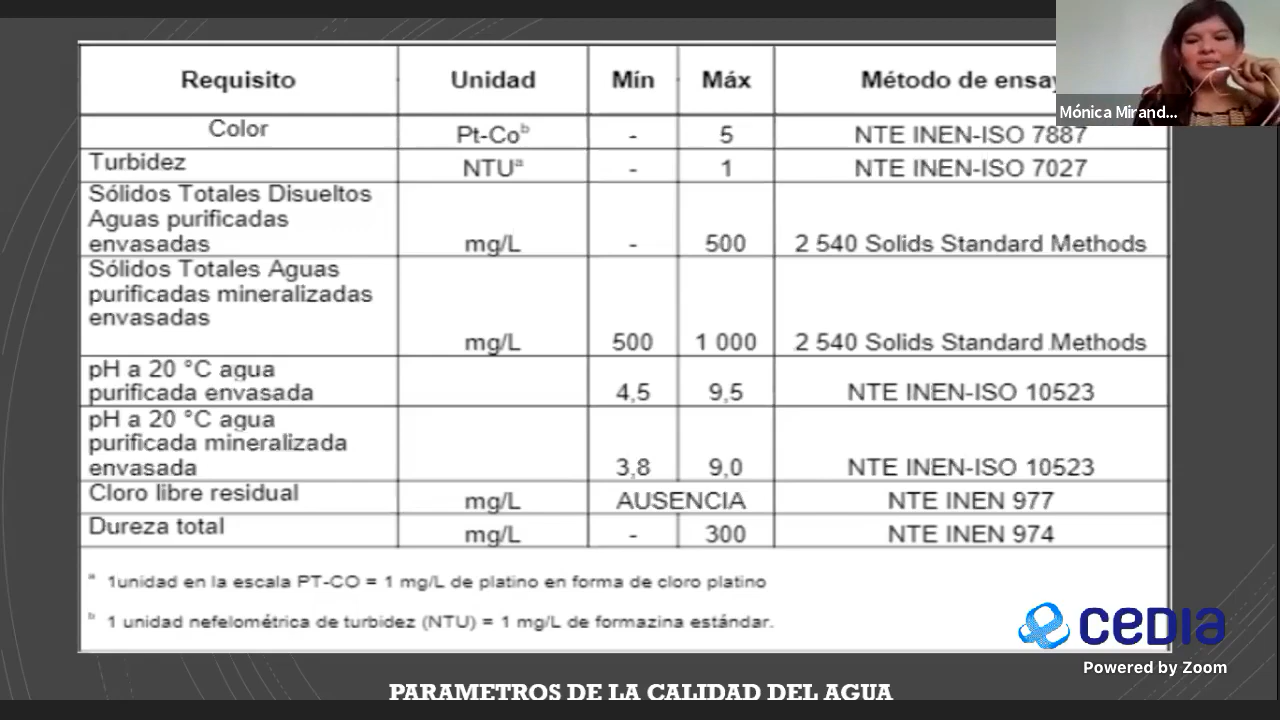 Requisito Unidad Mín Máx Método de ensay
Mónica Mirand...
Color Pt-Coᵇ - 5 NTE INEN-ISO 7887
Turbidez NTUᵃ - 1 NTE INEN-ISO 7027
Sólidos Totales Disueltos
Aguas purificadas
envasadas mg/L - 500 2 540 Solids Standard Methods
Sólidos Totales Aguas
purificadas mineralizadas
envasadas
mg/L 500 1 000 2 540 Solids Standard Methods
pH a 20 °C agua
purificada envasada 4,5 9,5 NTE INEN-ISO 10523
pH a 20 °C agua
purificada mineralizada
envasada 3,8 9,0 NTE INEN-ISO 10523
Cloro libre residual mg/L AUSENCIA NTE INEN 977
Dureza total mg/L - 300 NTE INEN 974
ᵃ 1unidad en la escala PT-CO = 1 mg/L de platino en forma de cloro platino
ᵇ 1 unidad nefelométrica de turbidez (NTU) = 1 mg/L de formazina estándar.
cedia
Powered by Zoom
PARAMETROS DE LA CALIDAD DEL AGUA